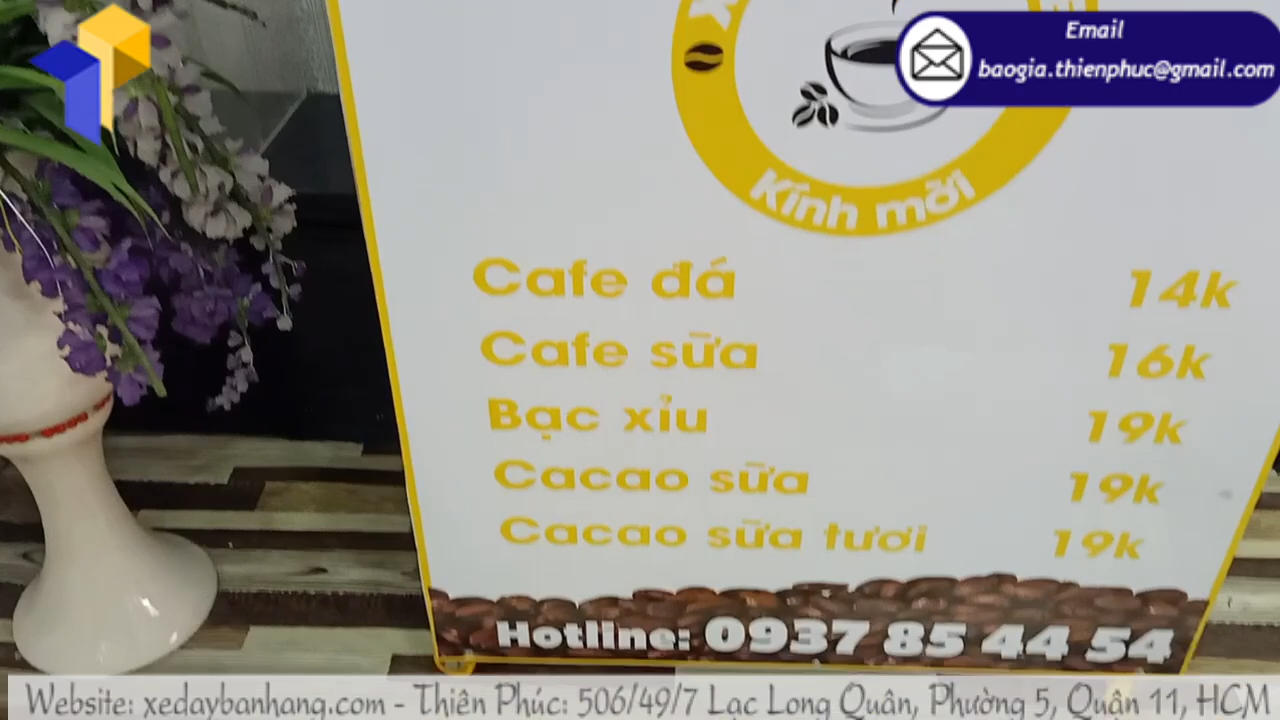 Email
baogia.thienphuc@gmail.com
Kính mời
Cafe đá 14k
Cafe sữa 16k
Bạc xỉu 19k
Cacao sữa 19k
Cacao sữa tươi 19k
Hotline: 0937 85 44 54
Website: xedaybanhang.com - Thiên Phúc: 506/49/7 Lạc Long Quân, Phường 5, Quận 11, HCM